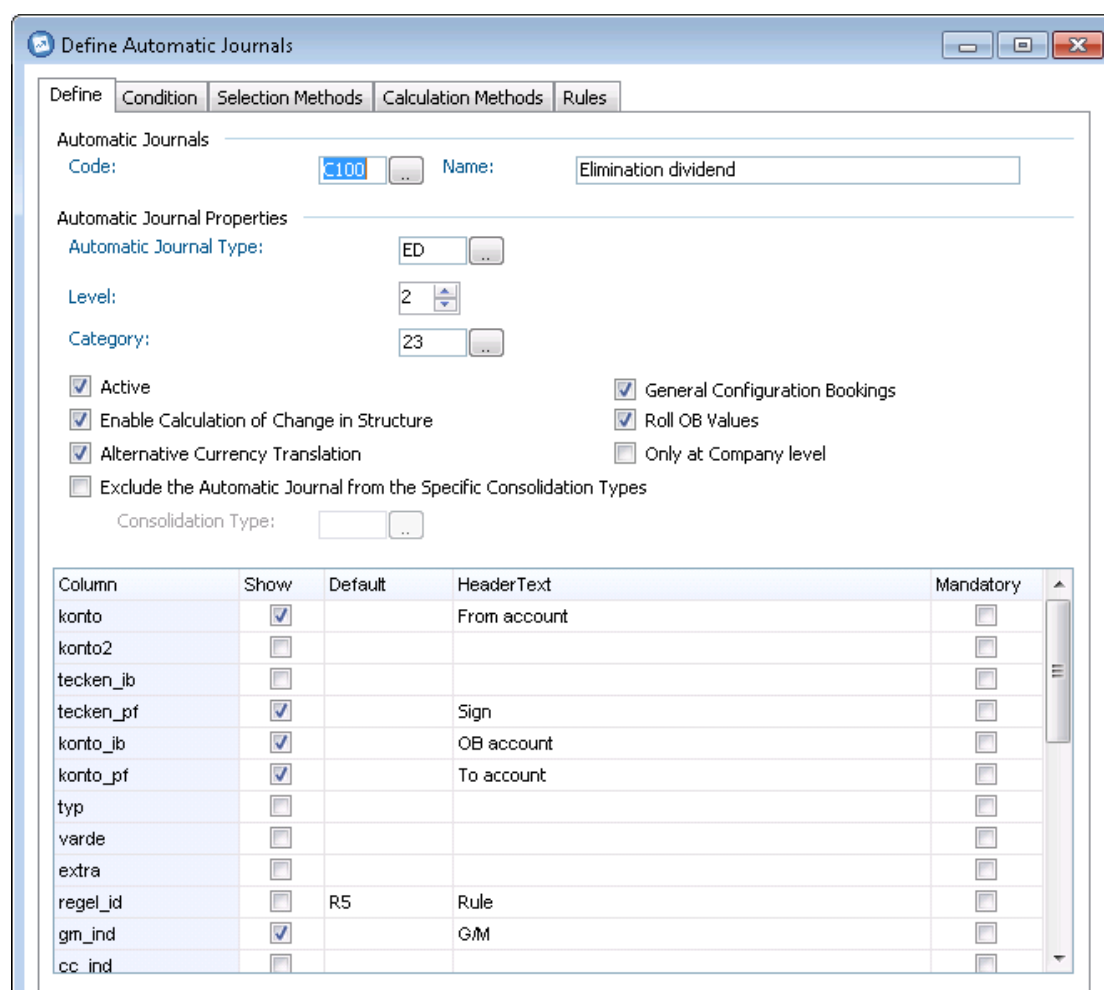 Define Automatic Journals
Define Condition Selection Methods Calculation Methods Rules
Automatic Journals
Code: C100 .. Name: Elimination dividend
Automatic Journal Properties
Automatic Journal Type: ED ..
Level: 2
Category: 23 ..
Active General Configuration Bookings
Enable Calculation of Change in Structure Roll OB Values
Alternative Currency Translation Only at Company level
Exclude the Automatic Journal from the Specific Consolidation Types
Consolidation Type: ..
Column Show Default HeaderText Mandatory
konto From account
konto2
tecken_ib
tecken_pf Sign
konto_ib OB account
konto_pf To account
typ
varde
extra
regel_id R5 Rule
gm_ind G/M
cc_ind